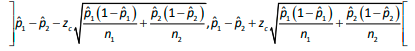 ]p̂₁ - p̂₂ - z_c √(p̂₁(1-p̂₁)/n₁ + p̂₂(1-p̂₂)/n₂), p̂₁ - p̂₂ + z_c √(p̂₁(1-p̂₁)/n₁ + p̂₂(1-p̂₂)/n₂)[